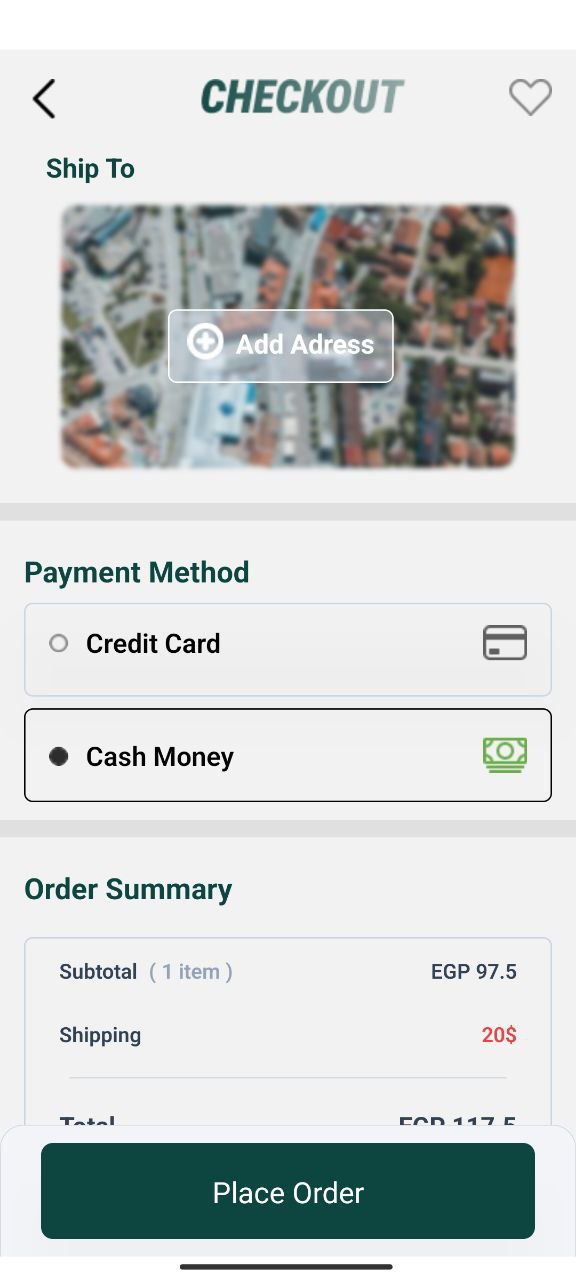 CHECKOUT
Ship To
Add Adress
Payment Method
Credit Card
Cash Money
Order Summary
Subtotal ( 1 item ) EGP 97.5
Shipping 20$
Total EGP 117.5
Place Order